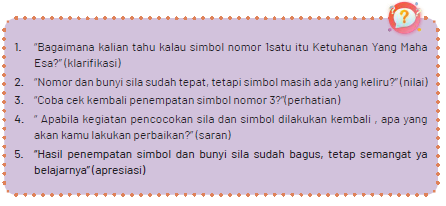 1. "Bagaimana kalian tahu kalau simbol nomor 1satu itu Ketuhanan Yang Maha
Esa?" (klarifikasi)
2. "Nomor dan bunyi sila sudah tepat, tetapi simbol masih ada yang keliru?" (nilai)
3. "Coba cek kembali penempatan simbol nomor 3?"(perhatian)
4. " Apabila kegiatan pencocokan sila dan simbol dilakukan kembali , apa yang
akan kamu lakukan perbaikan?" (saran)
5. "Hasil penempatan simbol dan bunyi sila sudah bagus, tetap semangat ya
belajarnya" (apresiasi)